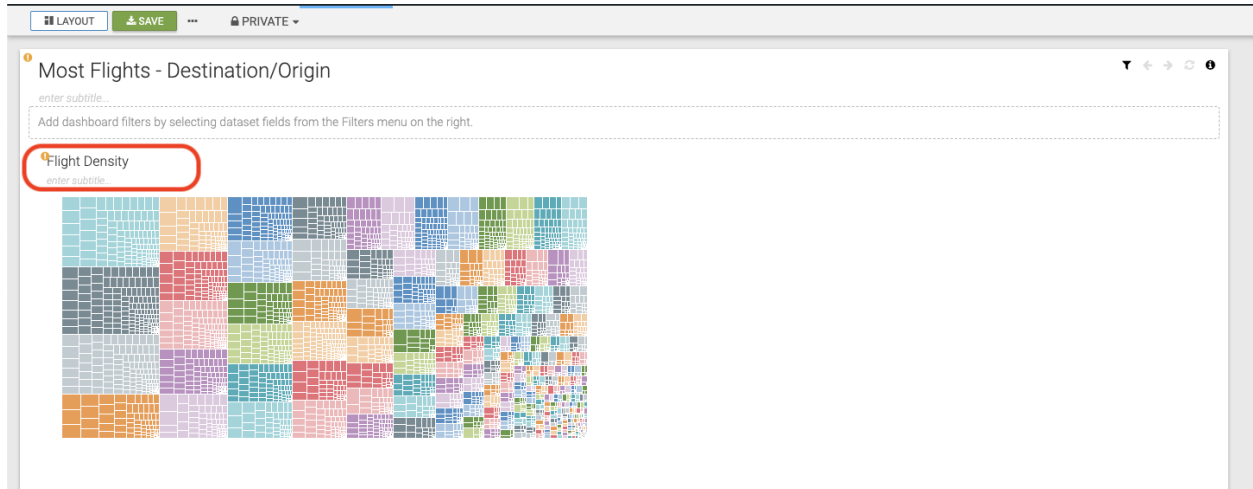 LAYOUT SAVE ••• PRIVATE
Most Flights - Destination/Origin
enter subtitle...
Add dashboard filters by selecting dataset fields from the Filters menu on the right.
Flight Density
enter subtitle...